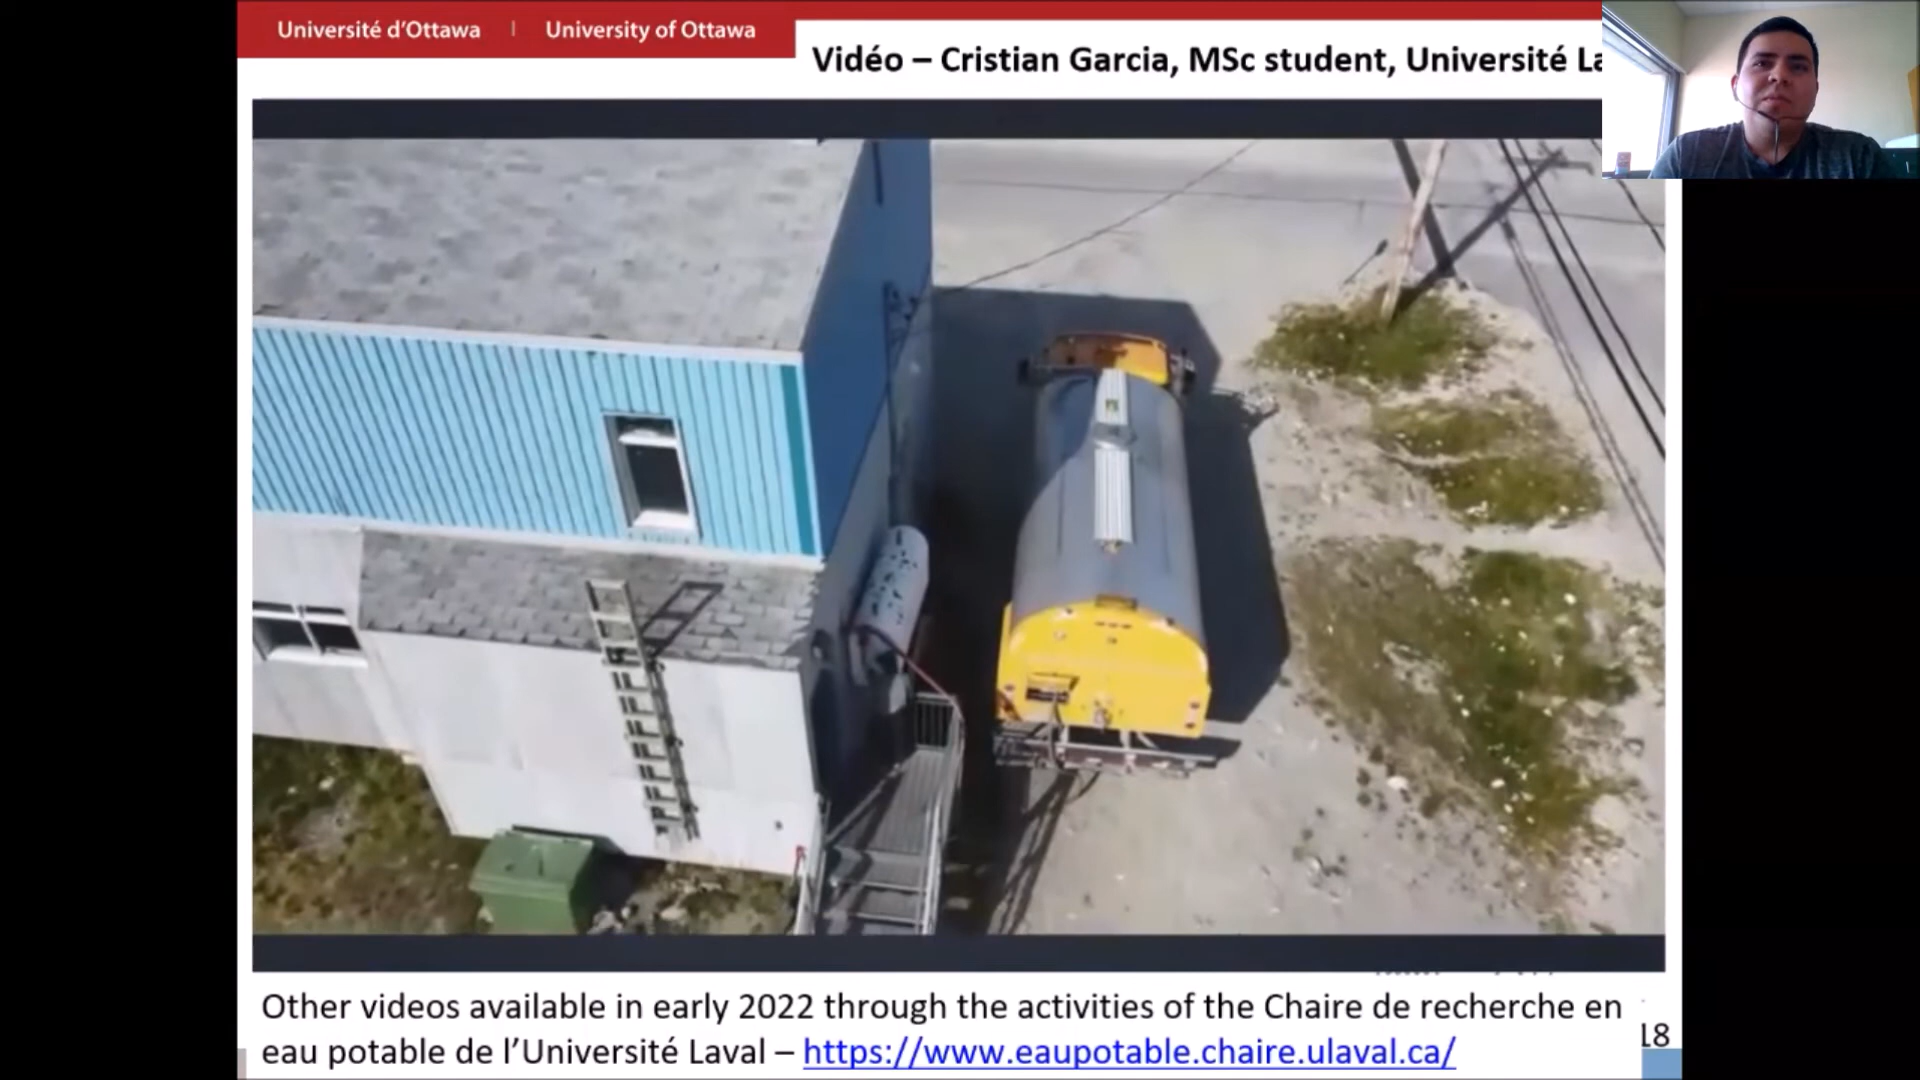 Université d'Ottawa | University of Ottawa
Vidéo – Cristian Garcia, MSc student, Université La
Other videos available in early 2022 through the activities of the Chaire de recherche en
eau potable de l'Université Laval – https://www.eaupotable.chaire.ulaval.ca/
18